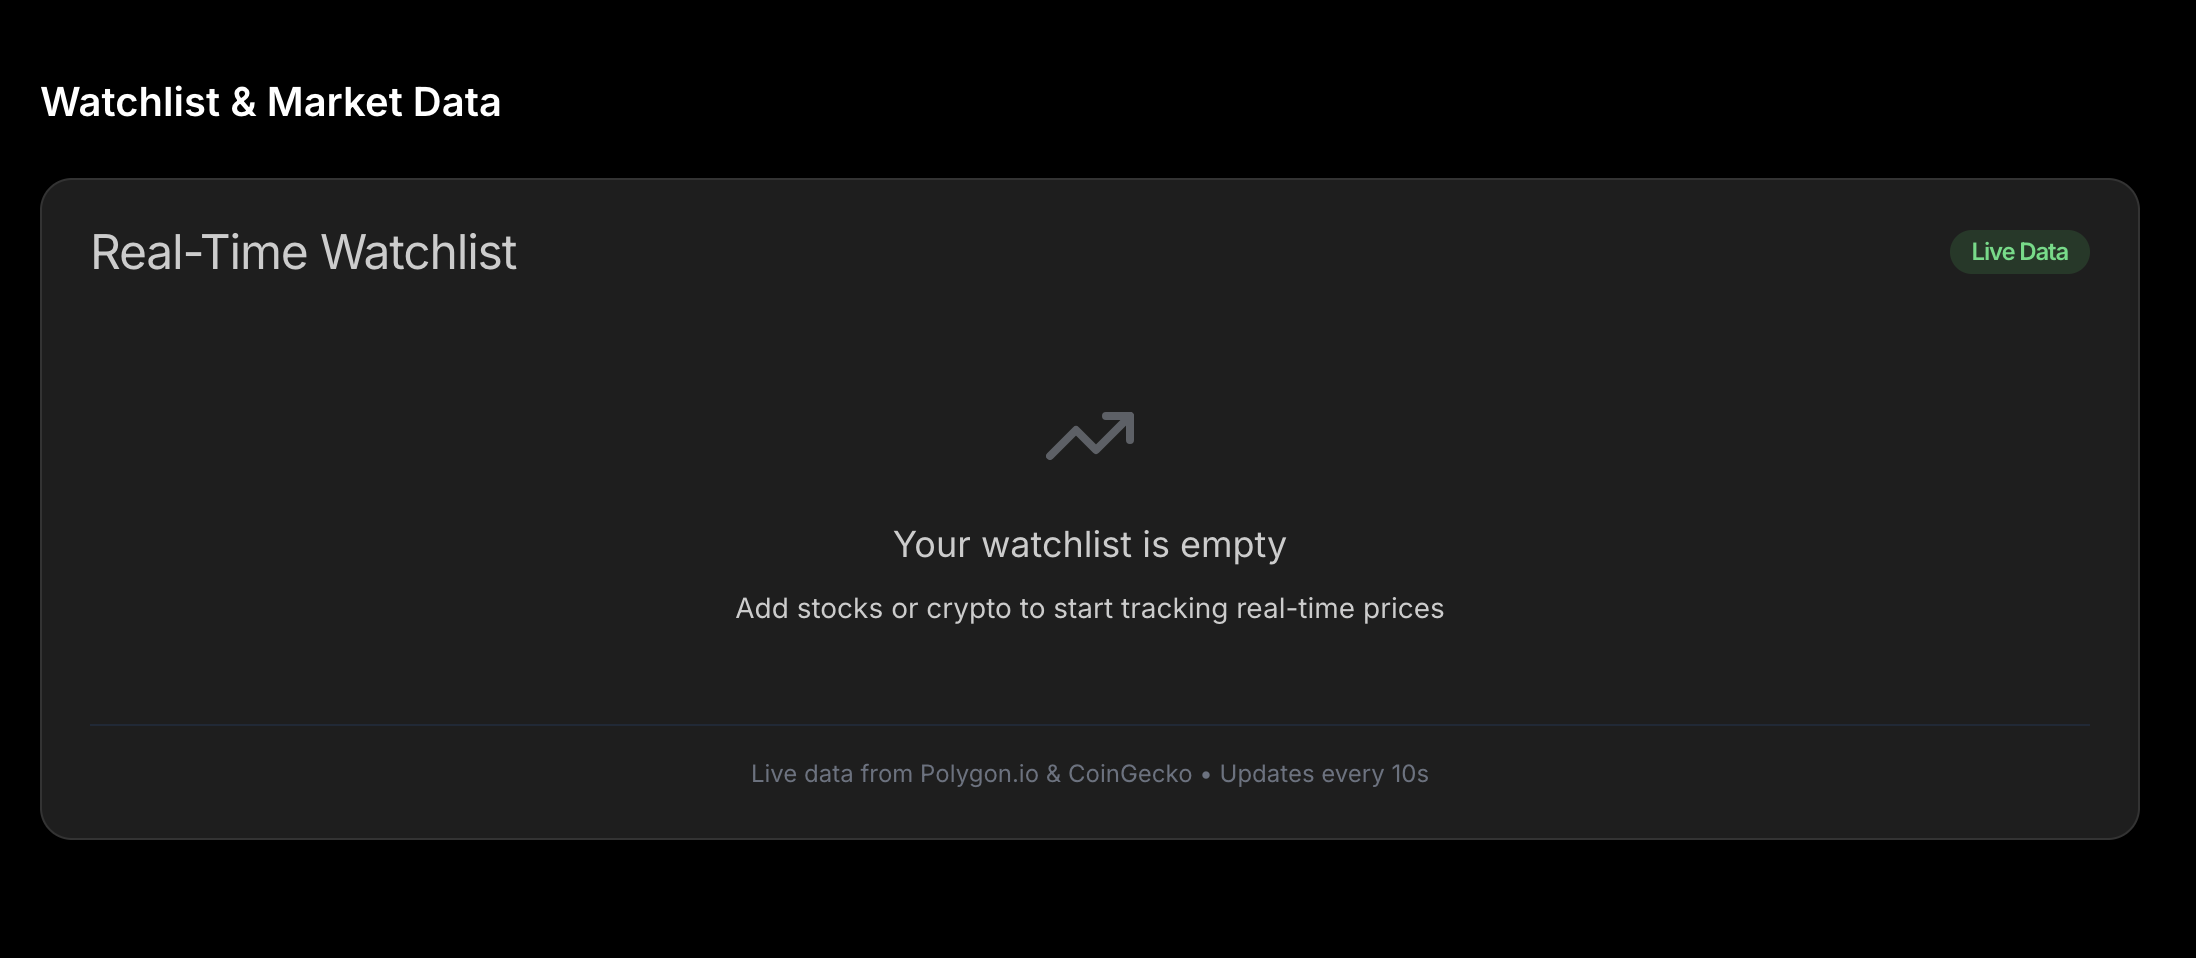 Watchlist & Market Data
Real-Time Watchlist
Live Data
Your watchlist is empty
Add stocks or crypto to start tracking real-time prices
Live data from Polygon.io & CoinGecko • Updates every 10s